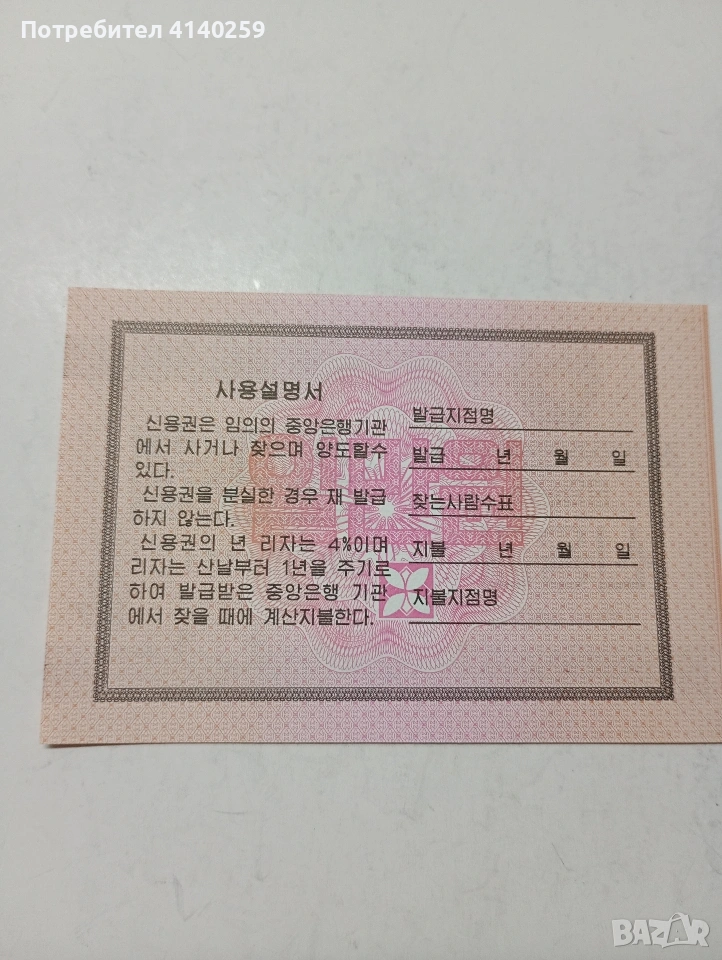 Потребител 4140259
사용설명서
신용권은 임의의 중앙은행기관
에서 사거나 찾으며 양도할수
있다.
신용권을 분실한 경우 재 발급
하지 않는다.
신용권의 년 리자는 4%이며
리자는 산날부터 1년을 주기로
하여 발급받은 중앙은행 기관
에서 찾을 때에 계산지불한다.
발급지점명
발급 년 월 일
찾는사람수표
지불 년 월 일
지불지점명
BAZAR